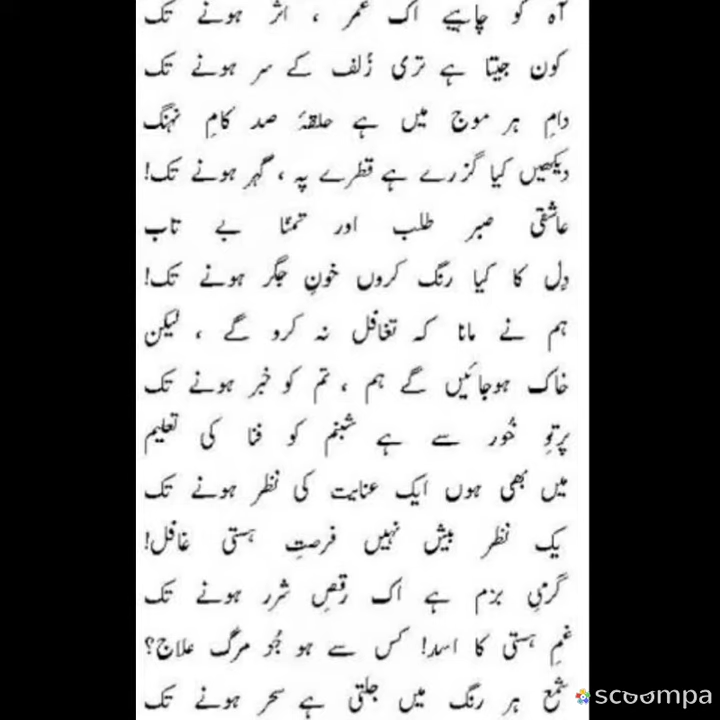 آہ کو چاہیے اک عمر ، اثر ہونے تک
کون جیتا ہے تری زُلف کے سر ہونے تک
دامِ ہر موج میں ہے حلقۂ صد کامِ نہنگ
دیکھیں کیا گزرے ہے قطرے پہ ، گہر ہونے تک!
عاشقی صبر طلب اور تمنّا بے تاب
دِل کا کیا رنگ کروں خونِ جگر ہونے تک!
ہم نے مانا کہ تغافل نہ کرو گے ، لیکن
خاک ہوجائیں گے ہم ، تم کو خبر ہونے تک
پرتوِ خُور سے ہے شبنم کو فنا کی تعلیم
میں بھی ہوں ایک عنایت کی نظر ہونے تک
یک نظر بیش نہیں فرصتِ ہستی غافل!
گرمیِ بزم ہے اک رقصِ شرر ہونے تک
غمِ ہستی کا اسد! کس سے ہو جُز مرگ علاج؟
شمع ہر رنگ میں جلتی ہے سحر ہونے تک
scoompa